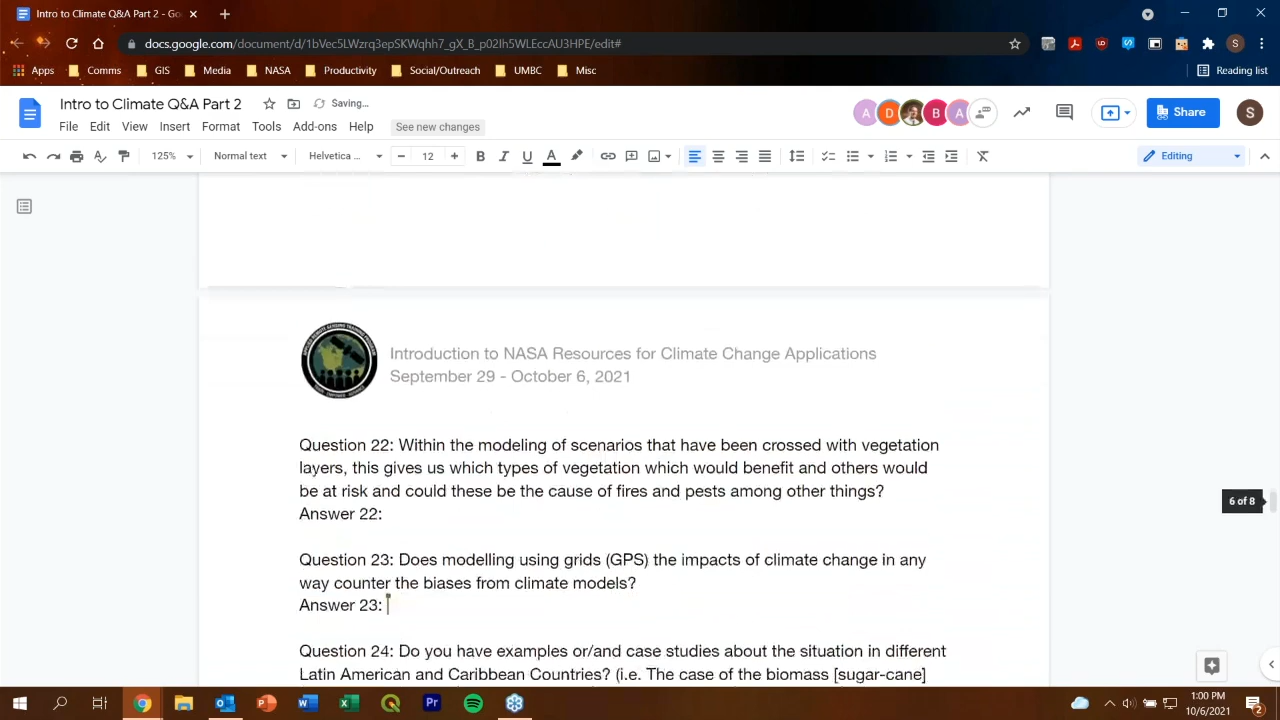 Intro to Climate Q&A Part 2 - Go
docs.google.com/document/d/1bVec5LWzrq3epSKWqhh7_gX_B_p02Ih5WLEccAU3HPE/edit#
Apps Comms GIS Media NASA Productivity Social/Outreach UMBC Misc Reading list
Intro to Climate Q&A Part 2 Saving…
A D B A Share S
File Edit View Insert Format Tools Add-ons Help See new changes
125% Normal text Helvetica ... 12 B I U A Editing
Introduction to NASA Resources for Climate Change Applications
September 29 - October 6, 2021
Question 22: Within the modeling of scenarios that have been crossed with vegetation
layers, this gives us which types of vegetation which would benefit and others would
be at risk and could these be the cause of fires and pests among other things?
Answer 22:
6 of 8
Question 23: Does modelling using grids (GPS) the impacts of climate change in any
way counter the biases from climate models?
Answer 23:
Question 24: Do you have examples or/and case studies about the situation in different
Latin American and Caribbean Countries? (i.e. The case of the biomass [sugar-cane]
1:00 PM
10/6/2021
2